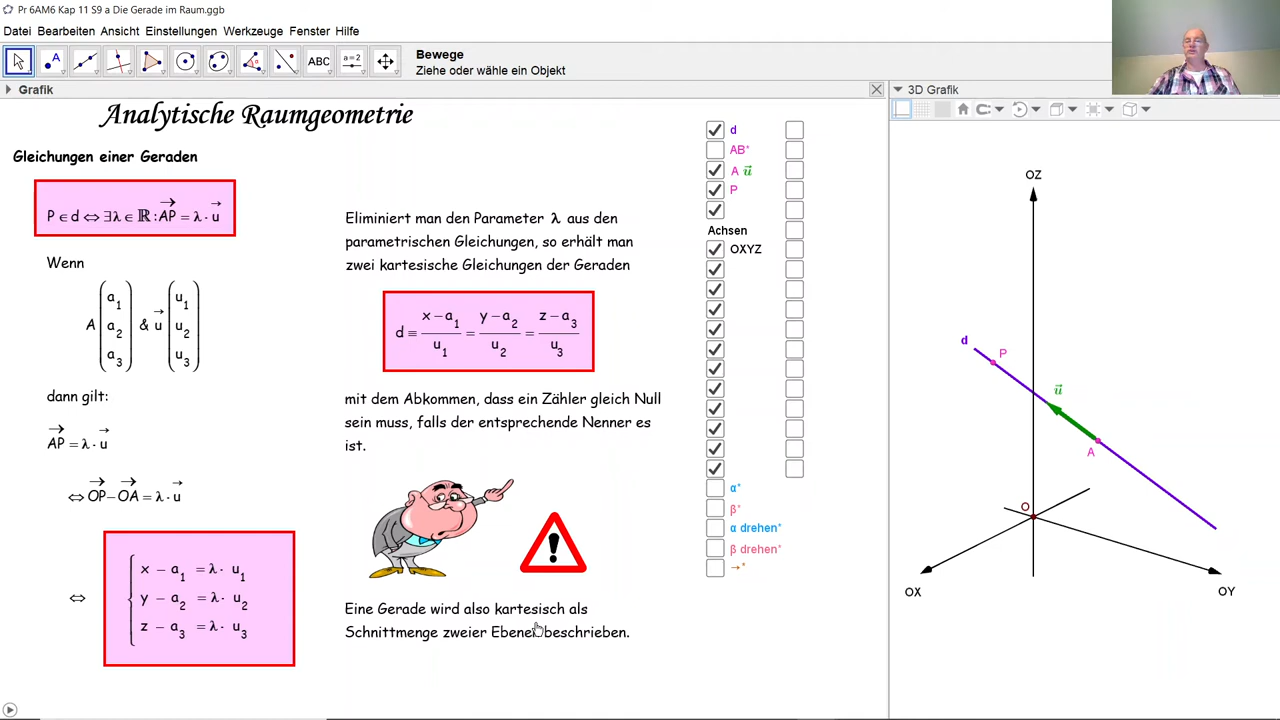 Pr 6AM6 Kap 11 S9 a Die Gerade im Raum.ggb
Datei Bearbeiten Ansicht Einstellungen Werkzeuge Fenster Hilfe
A
ABC
a=2
Bewege
Ziehe oder wähle ein Objekt
Grafik
3D Grafik
Analytische Raumgeometrie
Gleichungen einer Geraden
P ∈ d ⇔ ∃λ ∈ ℝ : AP⃗ = λ · u⃗
Wenn
A (a₁ a₂ a₃) & u⃗ (u₁ u₂ u₃)
dann gilt:
AP⃗ = λ · u⃗
⇔ OP⃗ – OA⃗ = λ · u⃗
⇔
x – a₁ = λ · u₁
y – a₂ = λ · u₂
z – a₃ = λ · u₃
Eliminiert man den Parameter λ aus den
parametrischen Gleichungen, so erhält man
zwei kartesische Gleichungen der Geraden
d ≡ (x – a₁)/u₁ = (y – a₂)/u₂ = (z – a₃)/u₃
mit dem Abkommen, dass ein Zähler gleich Null
sein muss, falls der entsprechende Nenner es
ist.
!
Eine Gerade wird also kartesisch als
Schnittmenge zweier Ebenen beschrieben.
d
AB*
A u⃗
P
Achsen
OXYZ
α*
β*
α drehen*
β drehen*
→*
OZ
d
P
u⃗
A
O
OX
OY